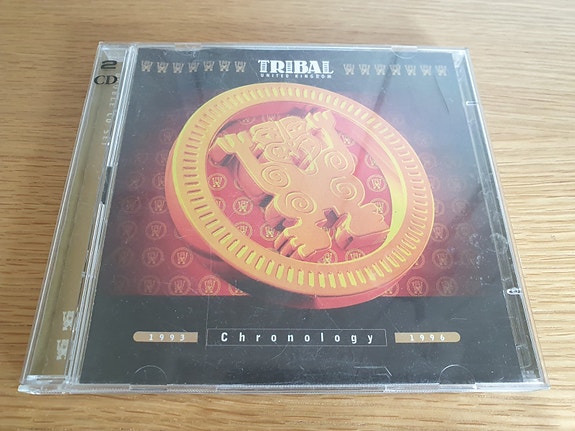 2
CD
TRIBAL
UNITED KINGDOM
1993 Chronology 1996